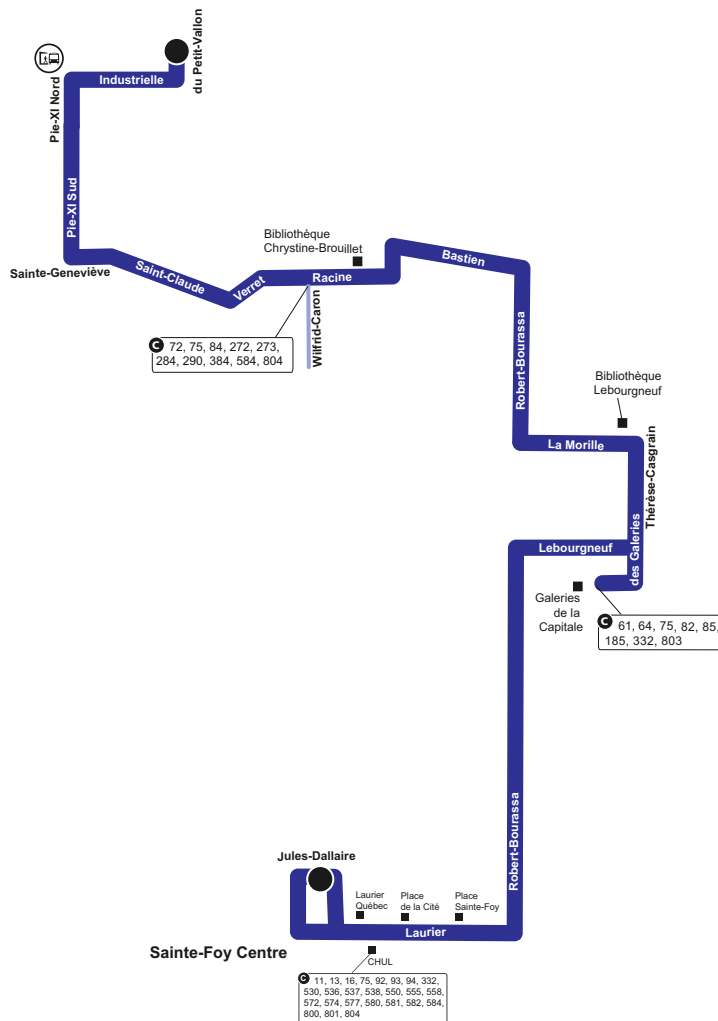 du Petit-Vallon
Industrielle
Pie-XI Nord
Pie-XI Sud
Sainte-Geneviève
Saint-Claude
Verret
Bibliothèque
Chrystine-Brouillet
Racine
Wilfrid-Caron
C 72, 75, 84, 272, 273,
284, 290, 384, 584, 804
Bastien
Robert-Bourassa
Bibliothèque
Lebourgneuf
La Morille
Thérèse-Casgrain
des Galeries
Lebourgneuf
Galeries
de la
Capitale
C 61, 64, 75, 82, 85,
185, 332, 803
Robert-Bourassa
Jules-Dallaire
Laurier
Québec
Place
de la Cité
Place
Sainte-Foy
Laurier
Sainte-Foy Centre
CHUL
C 11, 13, 16, 75, 92, 93, 94, 332,
530, 536, 537, 538, 550, 555, 558,
572, 574, 577, 580, 581, 582, 584,
800, 801, 804